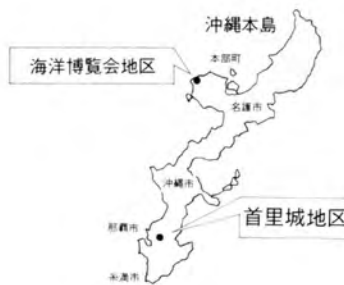 沖縄本島
本部町
海洋博覧会地区
名護市
沖縄市
那覇市
首里城地区
糸満市